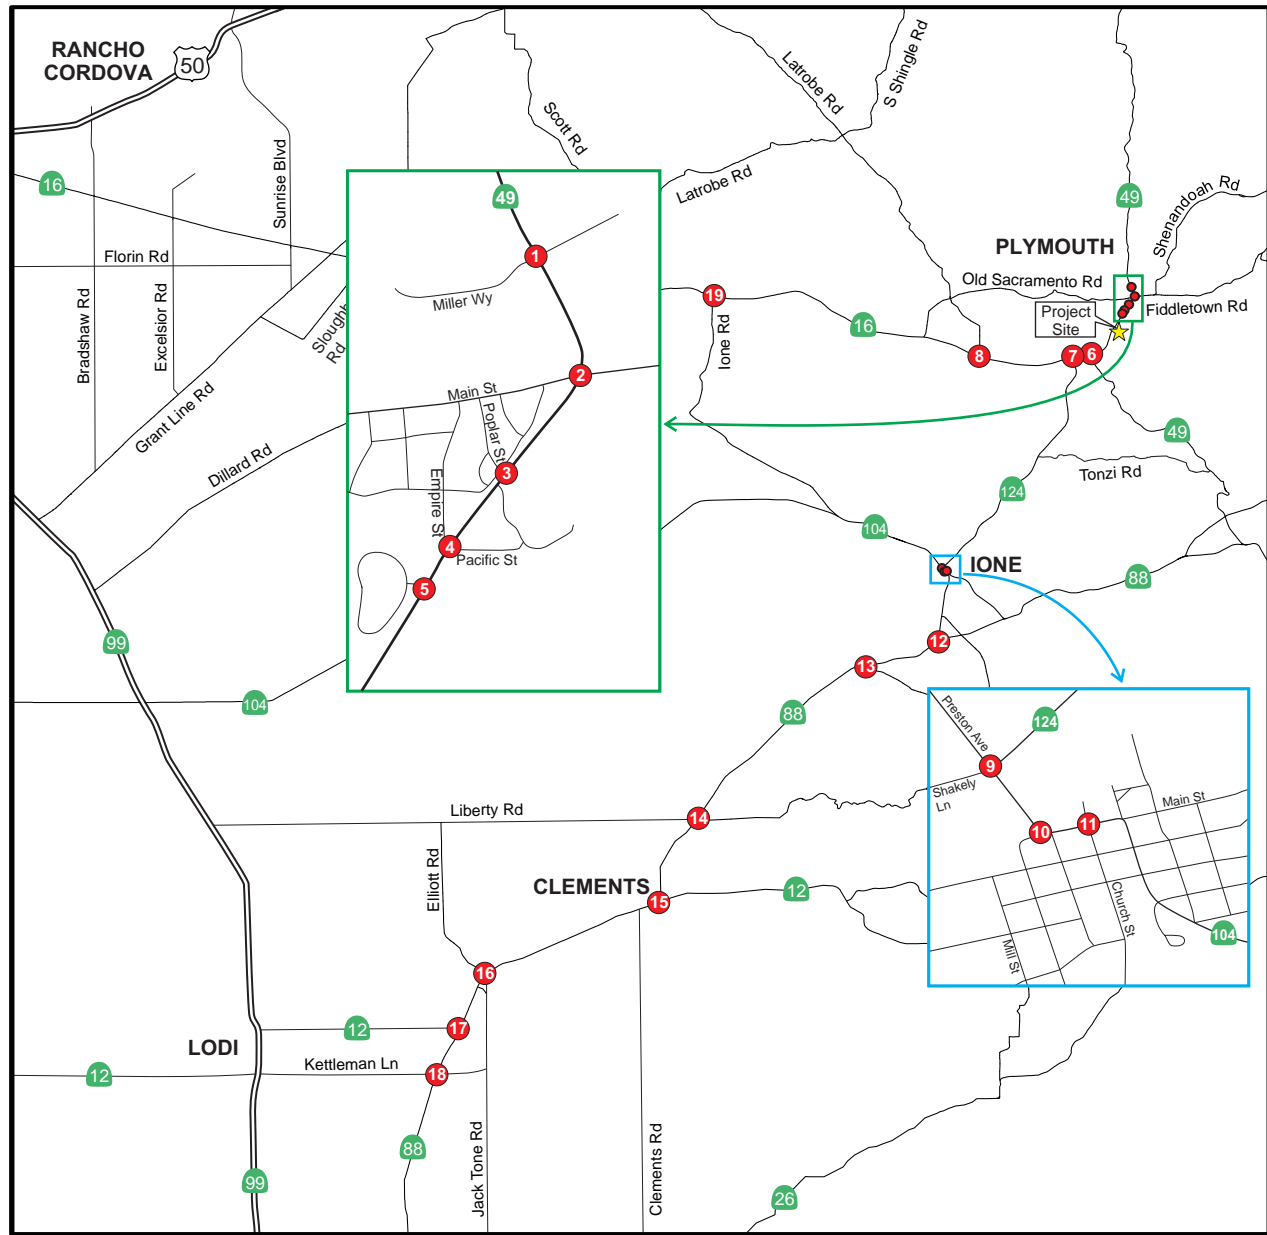 RANCHO
CORDOVA
50
16
Sunrise Blvd
Scott Rd
Latrobe Rd
S Shingle Rd
Latrobe Rd
49
Shenandoah Rd
49
1
Miller Wy
Florin Rd
Bradshaw Rd
Excelsior Rd
Sloughhouse
Rd
Grant Line Rd
Dillard Rd
PLYMOUTH
Old Sacramento Rd
Fiddletown Rd
Project
Site
19
Ione Rd
16
8
7
6
2
Main St
Poplar St
3
Empire St
4
Pacific St
5
49
Tonzi Rd
124
104
IONE
88
99
104
12
13
88
Preston Ave
124
9
Shakely
Ln
Main St
10
11
Church St
Mill St
104
Liberty Rd
14
Elliott Rd
CLEMENTS
15
12
16
17
12
LODI
Kettleman Ln
18
12
88
Jack Tone Rd
Clements Rd
99
26